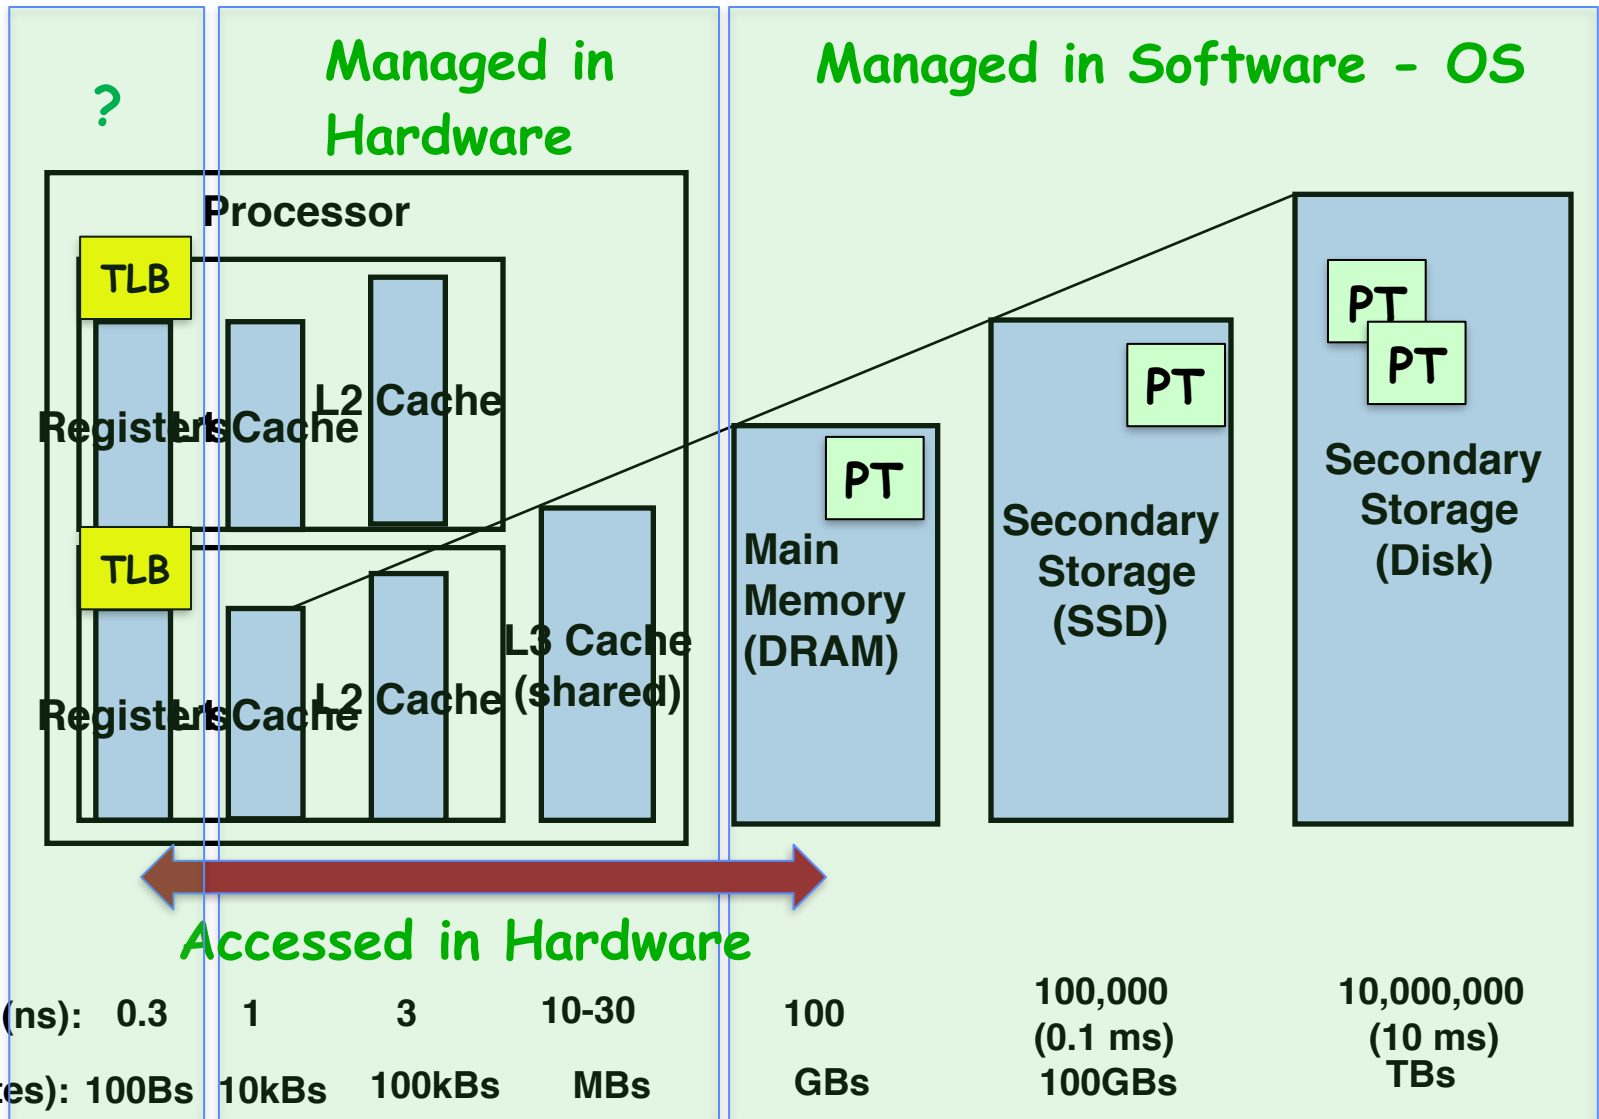 ?
Managed in
Hardware
Managed in Software - OS
Processor
TLB
Registers
L1 Cache
L2 Cache
TLB
Registers
L1 Cache
L2 Cache
L3 Cache
(shared)
PT
Main
Memory
(DRAM)
PT
Secondary
Storage
(SSD)
PT
PT
Secondary
Storage
(Disk)
Accessed in Hardware
(ns): 0.3 1 3 10-30 100 100,000 10,000,000
(0.1 ms) (10 ms)
es): 100Bs 10kBs 100kBs MBs GBs 100GBs TBs